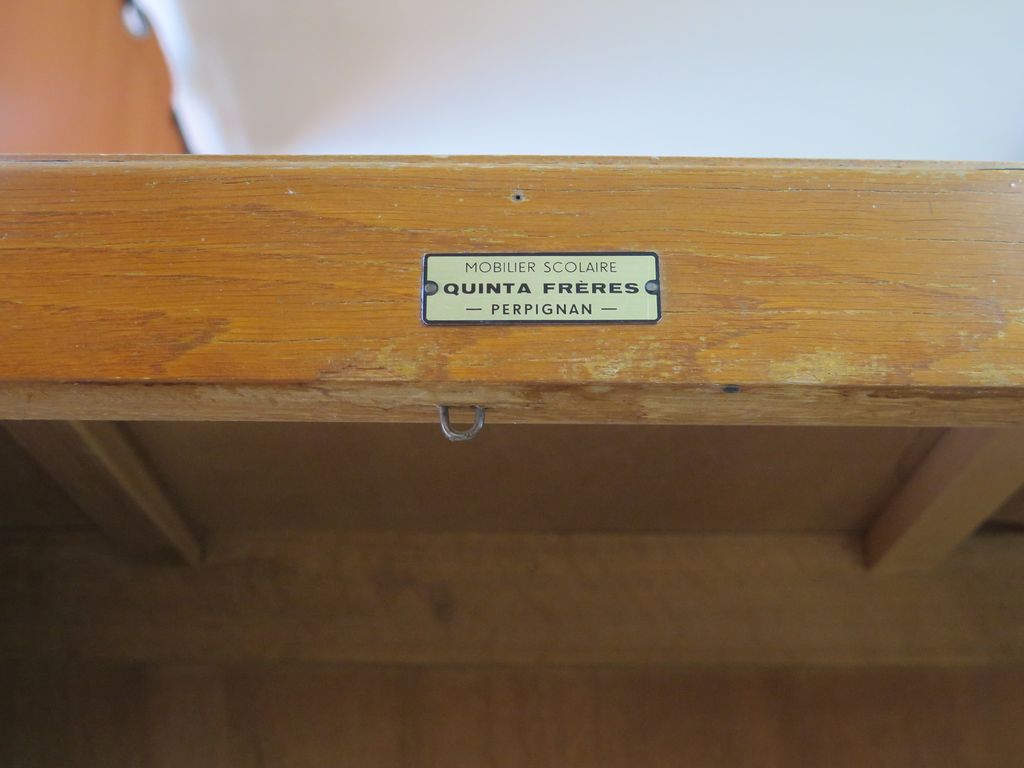 MOBILIER SCOLAIRE
QUINTA FRÈRES
— PERPIGNAN —